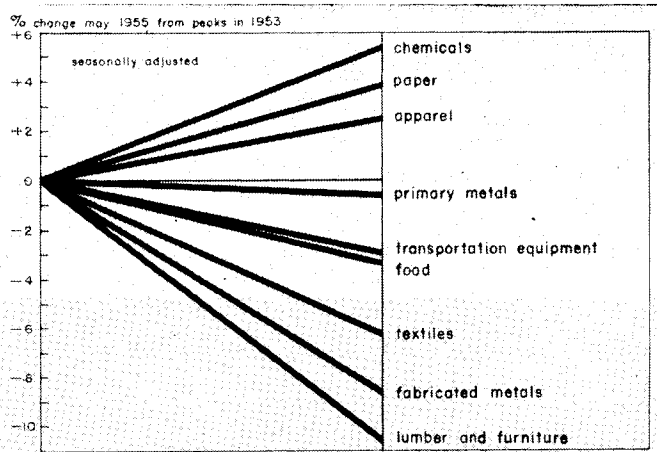 % change may 1955 from peaks in 1953
+6
seasonally adjusted
chemicals
+4
paper
+2
apparel
0
primary metals
-2
transportation equipment
food
-4
-6
textiles
-8
fabricated metals
-10
lumber and furniture